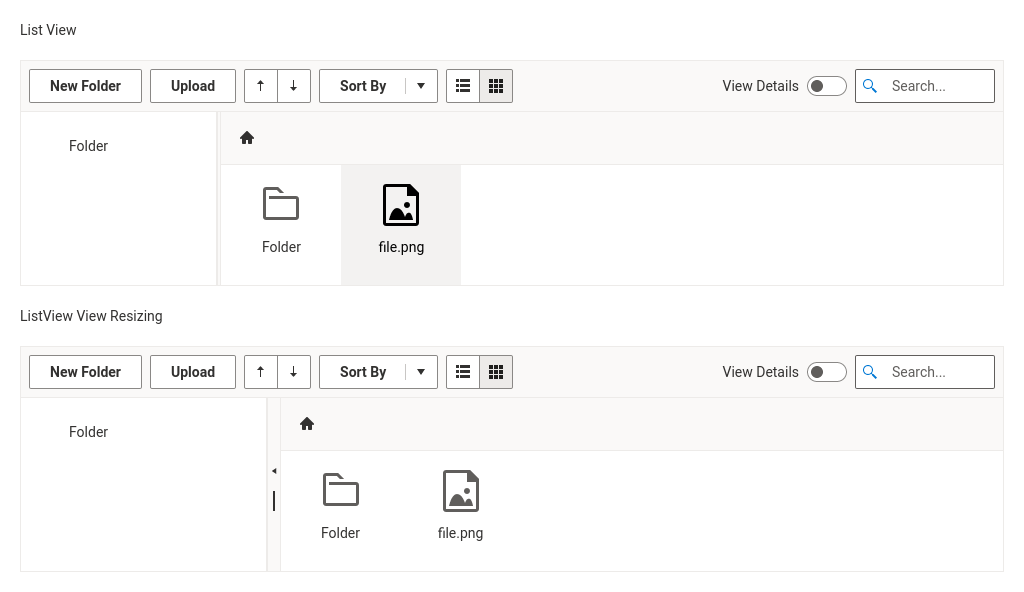 List View
New Folder Upload Sort By View Details Search...
Folder
Folder file.png
ListView View Resizing
New Folder Upload Sort By View Details Search...
Folder
Folder file.png